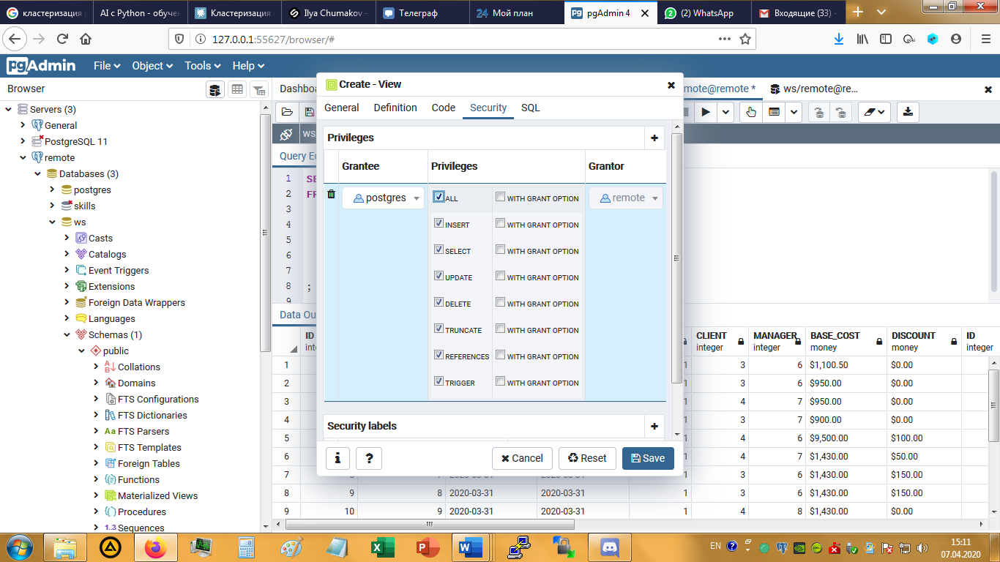 кластеризация
AI с Python - обучен
Кластеризация
Ilya Chumakov –
Телеграф
24 Мой план
pgAdmin 4
(2) WhatsApp
Входящие (33) -
127.0.0.1:55627/browser/#
pgAdmin File Object Tools Help
Browser
Dashbo
mote@remote *
ws/remote@re...
Create - View
General Definition Code Security SQL
Servers (3)
General
PostgreSQL 11
remote
Databases (3)
postgres
skills
ws
Casts
Catalogs
Event Triggers
Extensions
Foreign Data Wrappers
Languages
Schemas (1)
public
Collations
Domains
FTS Configurations
FTS Dictionaries
Aa FTS Parsers
FTS Templates
Foreign Tables
Functions
Materialized Views
Procedures
1..3 Sequences
WS
Query Ed
1 SE
2 FR
3
4
5
6
7
8 ;
9
Data Ou
Privileges
Grantee Privileges Grantor
postgres ALL WITH GRANT OPTION remote
INSERT WITH GRANT OPTION
SELECT WITH GRANT OPTION
UPDATE WITH GRANT OPTION
DELETE WITH GRANT OPTION
TRUNCATE WITH GRANT OPTION
REFERENCES WITH GRANT OPTION
TRIGGER WITH GRANT OPTION
Security labels
i ? Cancel Reset Save
ID CLIENT MANAGER BASE_COST DISCOUNT ID
inte integer integer money money integer
1 1 3 6 $1,100.50 $0.00
2 1 3 6 $950.00 $0.00
3 1 4 7 $950.00 $0.00
4 1 3 7 $900.00 $0.00
5 1 4 6 $9,500.00 $100.00
6 1 4 7 $1,430.00 $50.00
7 2020-03-31 2020-03-31 1 3 6 $1,430.00 $150.00
8 9 8 2020-03-31 2020-03-31 1 3 6 $1,430.00 $150.00
9 10 9 2020-03-31 2020-03-31 1 4 8 $1,430.00 $0.00
EN
15:11
07.04.2020